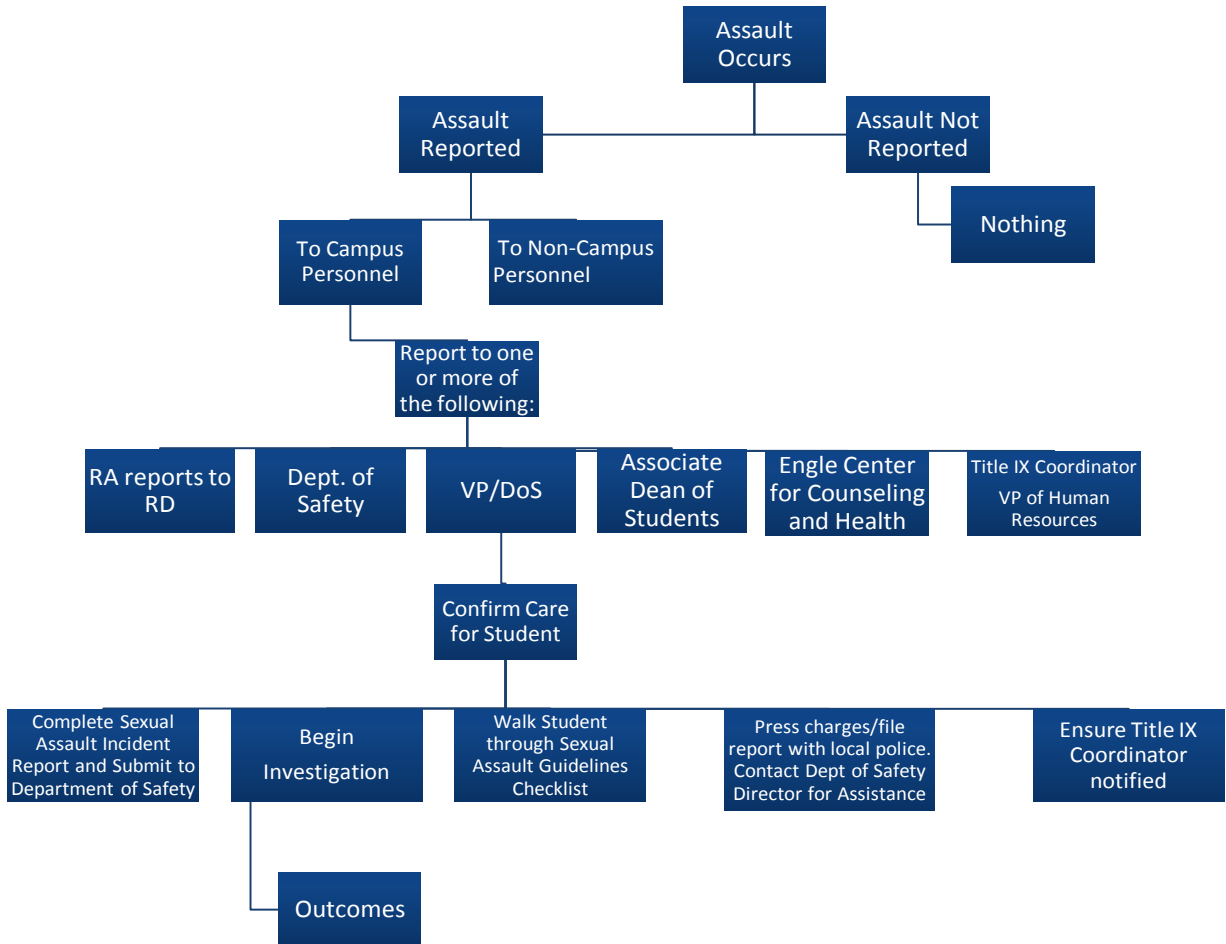 Assault
Occurs
Assault
Reported
Assault Not
Reported
Nothing
To Campus
Personnel
To Non-Campus
Personnel
Report to one
or more of
the following:
RA reports to
RD
Dept. of
Safety
VP/DoS
Associate
Dean of
Students
Engle Center
for Counseling
and Health
Title IX Coordinator
VP of Human
Resources
Confirm Care
for Student
Complete Sexual
Assault Incident
Report and Submit to
Department of Safety
Begin
Investigation
Walk Student
through Sexual
Assault Guidelines
Checklist
Press charges/file
report with local police.
Contact Dept of Safety
Director for Assistance
Ensure Title IX
Coordinator
notified
Outcomes